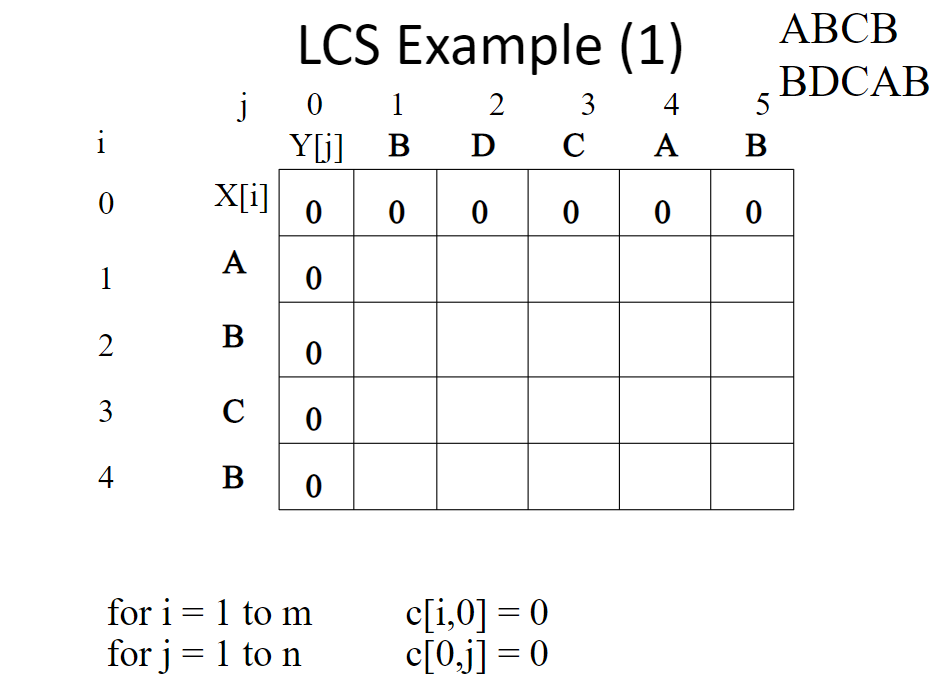 LCS Example (1)
ABCB
BDCAB
j 0 1 2 3 4 5
i Y[j] B D C A B
0 X[i] 0 0 0 0 0 0
1 A 0
2 B 0
3 C 0
4 B 0
for i = 1 to m c[i,0] = 0
for j = 1 to n c[0,j] = 0